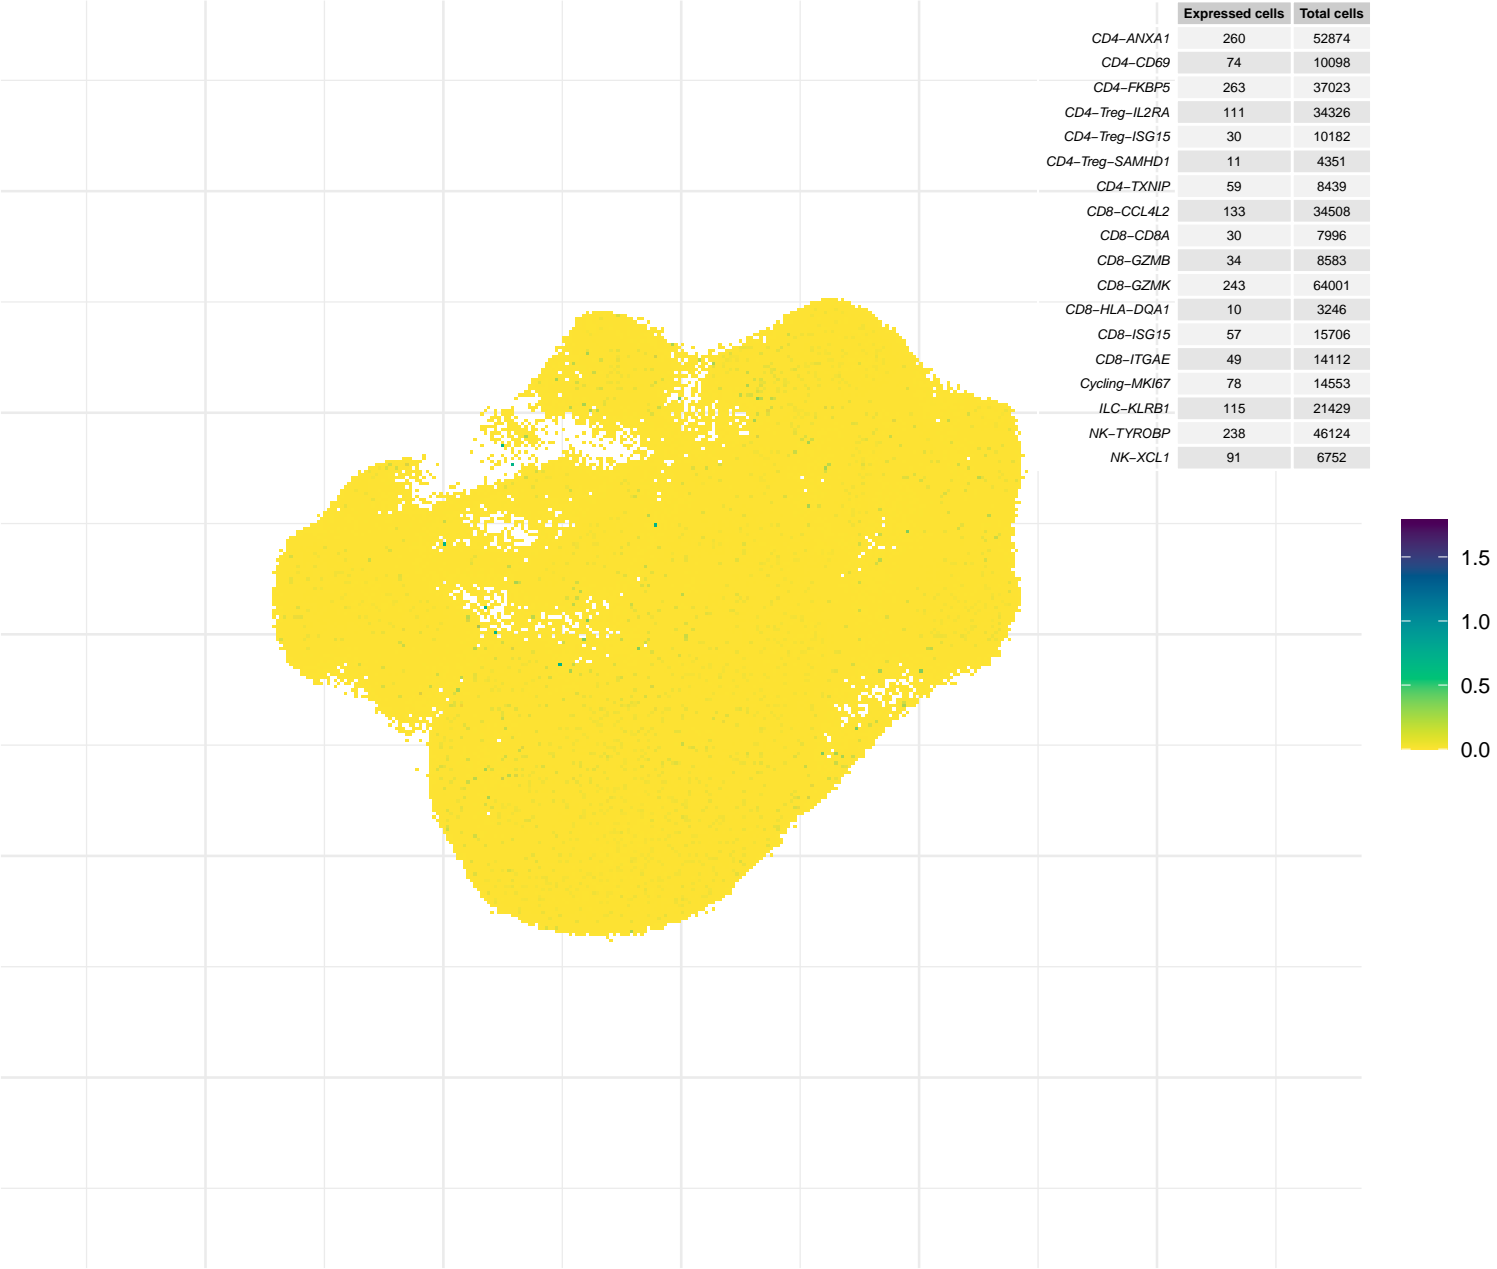 Expressed cells Total cells
CD4−ANXA1 260 52874
CD4−CD69 74 10098
CD4−FKBP5 263 37023
CD4−Treg−IL2RA 111 34326
CD4−Treg−ISG15 30 10182
CD4−Treg−SAMHD1 11 4351
CD4−TXNIP 59 8439
CD8−CCL4L2 133 34508
CD8−CD8A 30 7996
CD8−GZMB 34 8583
CD8−GZMK 243 64001
CD8−HLA−DQA1 10 3246
CD8−ISG15 57 15706
CD8−ITGAE 49 14112
Cycling−MKI67 78 14553
ILC−KLRB1 115 21429
NK−TYROBP 238 46124
NK−XCL1 91 6752
1.5
1.0
0.5
0.0